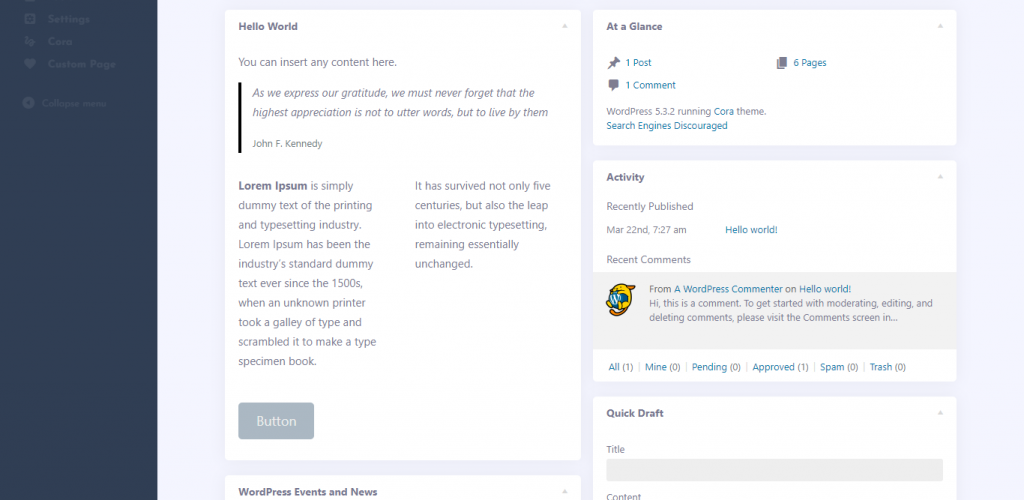 Settings
Cora
Custom Page
Collapse menu
Hello World
You can insert any content here.
As we express our gratitude, we must never forget that the
highest appreciation is not to utter words, but to live by them
John F. Kennedy
Lorem Ipsum is simply
dummy text of the printing
and typesetting industry.
Lorem Ipsum has been the
industry's standard dummy
text ever since the 1500s,
when an unknown printer
took a galley of type and
scrambled it to make a type
specimen book.
It has survived not only five
centuries, but also the leap
into electronic typesetting,
remaining essentially
unchanged.
Button
WordPress Events and News
At a Glance
1 Post
6 Pages
1 Comment
WordPress 5.3.2 running Cora theme.
Search Engines Discouraged
Activity
Recently Published
Mar 22nd, 7:27 am
Hello world!
Recent Comments
From A WordPress Commenter on Hello world!
Hi, this is a comment. To get started with moderating, editing, and
deleting comments, please visit the Comments screen in...
All (1) | Mine (0) | Pending (0) | Approved (1) | Spam (0) | Trash (0)
Quick Draft
Title
Content